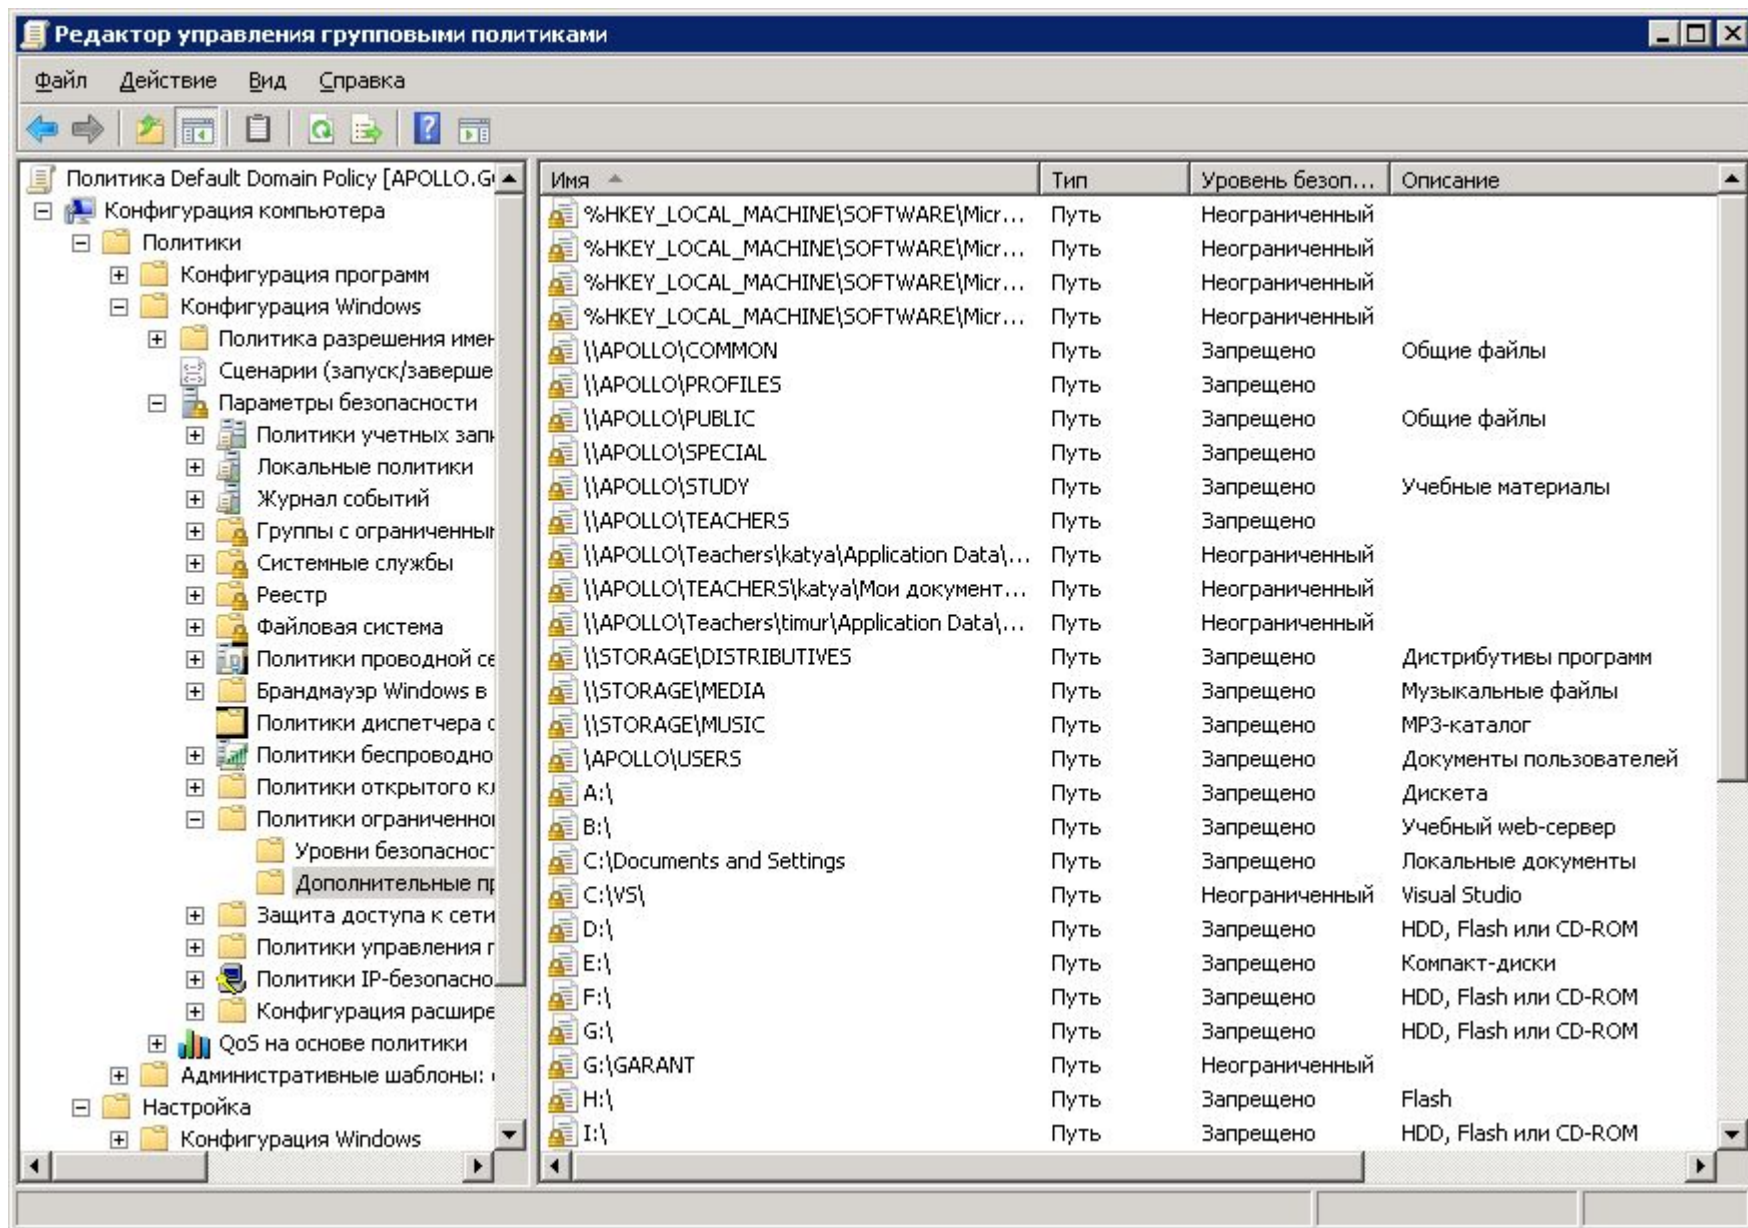 Редактор управления групповыми политиками
Файл Действие Вид Справка
Политика Default Domain Policy [APOLLO.G
Конфигурация компьютера
Политики
Конфигурация программ
Конфигурация Windows
Политика разрешения имен
Сценарии (запуск/заверше
Параметры безопасности
Политики учетных запи
Локальные политики
Журнал событий
Группы с ограниченным
Системные службы
Реестр
Файловая система
Политики проводной се
Брандмауэр Windows в
Политики диспетчера с
Политики беспроводно
Политики открытого кл
Политики ограниченног
Уровни безопасност
Дополнительные пр
Защита доступа к сети
Политики управления п
Политики IP-безопасно
Конфигурация расшире
QoS на основе политики
Административные шаблоны:
Настройка
Конфигурация Windows
Имя Тип Уровень безоп... Описание
%HKEY_LOCAL_MACHINE\SOFTWARE\Micr... Путь Неограниченный
%HKEY_LOCAL_MACHINE\SOFTWARE\Micr... Путь Неограниченный
%HKEY_LOCAL_MACHINE\SOFTWARE\Micr... Путь Неограниченный
%HKEY_LOCAL_MACHINE\SOFTWARE\Micr... Путь Неограниченный
\\APOLLO\COMMON Путь Запрещено Общие файлы
\\APOLLO\PROFILES Путь Запрещено
\\APOLLO\PUBLIC Путь Запрещено Общие файлы
\\APOLLO\SPECIAL Путь Запрещено
\\APOLLO\STUDY Путь Запрещено Учебные материалы
\\APOLLO\TEACHERS Путь Запрещено
\\APOLLO\Teachers\katya\Application Data\... Путь Неограниченный
\\APOLLO\TEACHERS\katya\Мои документ... Путь Неограниченный
\\APOLLO\Teachers\timur\Application Data\... Путь Неограниченный
\\STORAGE\DISTRIBUTIVES Путь Запрещено Дистрибутивы программ
\\STORAGE\MEDIA Путь Запрещено Музыкальные файлы
\\STORAGE\MUSIC Путь Запрещено MP3-каталог
\APOLLO\USERS Путь Запрещено Документы пользователей
A:\ Путь Запрещено Дискета
B:\ Путь Запрещено Учебный web-сервер
C:\Documents and Settings Путь Запрещено Локальные документы
C:\VS\ Путь Неограниченный Visual Studio
D:\ Путь Запрещено HDD, Flash или CD-ROM
E:\ Путь Запрещено Компакт-диски
F:\ Путь Запрещено HDD, Flash или CD-ROM
G:\ Путь Запрещено HDD, Flash или CD-ROM
G:\GARANT Путь Неограниченный
H:\ Путь Запрещено Flash
I:\ Путь Запрещено HDD, Flash или CD-ROM